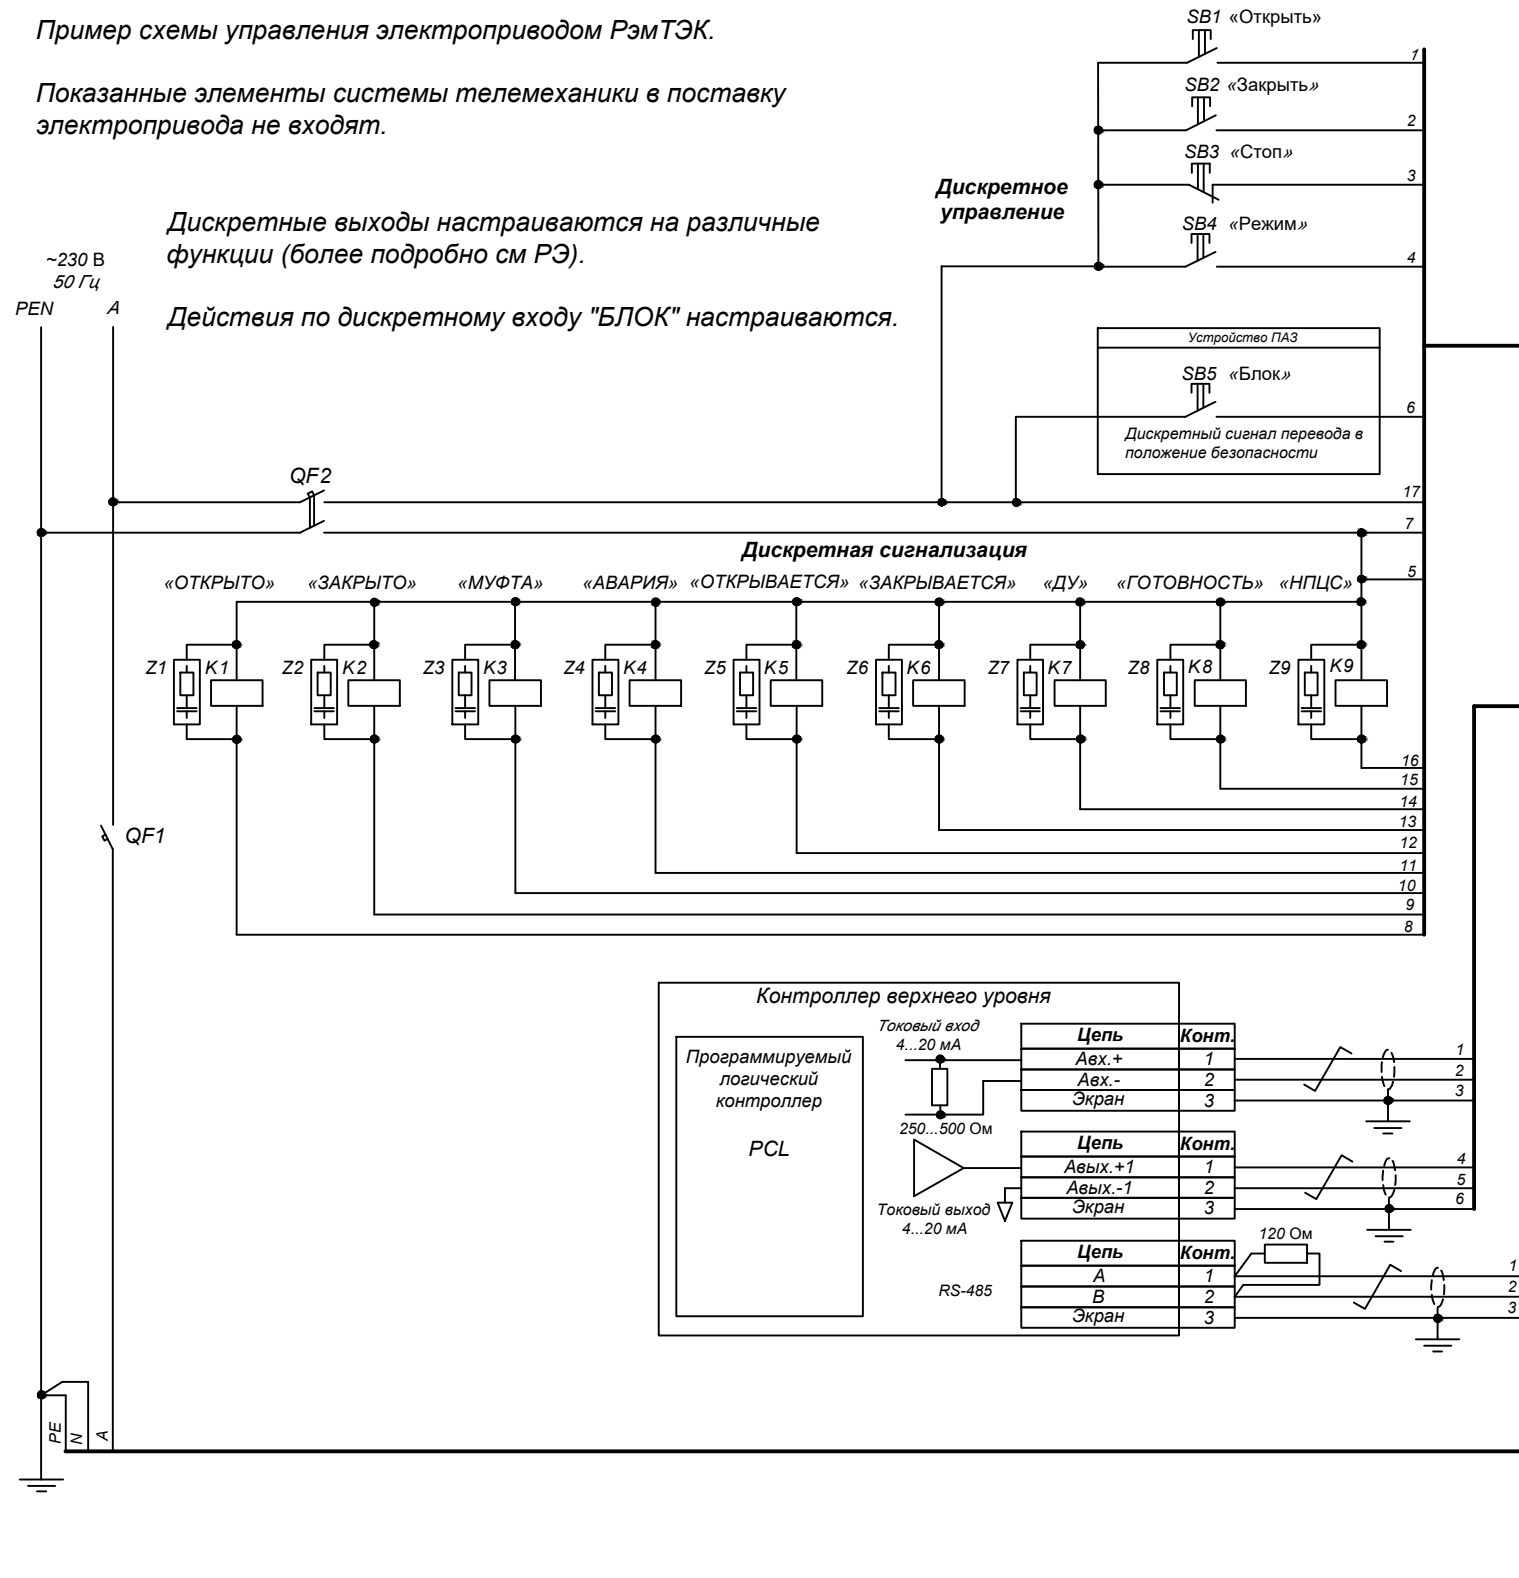 Пример схемы управления электроприводом РэмТЭК.
Показанные элементы системы телемеханики в поставку
электропривода не входят.
Дискретные выходы настраиваются на различные
функции (более подробно см РЭ).
Действия по дискретному входу "БЛОК" настраиваются.
~230 В
50 Гц
PEN A
SB1 «Открыть»
1
SB2 «Закрыть»
2
SB3 «Стоп»
3
Дискретное
управление
SB4 «Режим»
4
Устройство ПАЗ
SB5 «Блок»
6
Дискретный сигнал перевода в
положение безопасности
QF2
17
7
Дискретная сигнализация
5
«ОТКРЫТО» «ЗАКРЫТО» «МУФТА» «АВАРИЯ» «ОТКРЫВАЕТСЯ» «ЗАКРЫВАЕТСЯ» «ДУ» «ГОТОВНОСТЬ» «НПЦС»
Z1 K1 Z2 K2 Z3 K3 Z4 K4 Z5 K5 Z6 K6 Z7 K7 Z8 K8 Z9 K9
16
15
14
13
12
11
10
9
8
QF1
Контроллер верхнего уровня
Программируемый
логический
контроллер
PCL
Токовый вход
4...20 мА
250...500 Ом
Цепь Конт.
Авх.+ 1
Авх.- 2
Экран 3
1
2
3
Токовый выход
4...20 мА
Цепь Конт.
Авых.+1 1
Авых.-1 2
Экран 3
4
5
6
RS-485
Цепь Конт.
A 1
B 2
Экран 3
120 Ом
1
2
3
PE N A